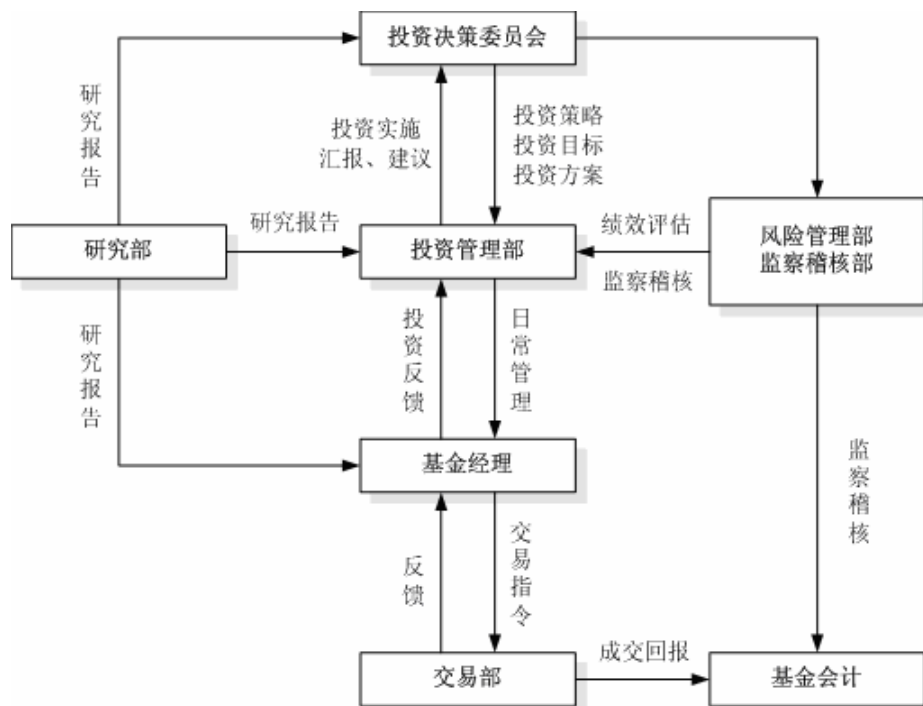 投资决策委员会
研究报告
投资实施
汇报、建议
投资策略
投资目标
投资方案
研究部
研究报告
投资管理部
绩效评估
监察稽核
风险管理部
监察稽核部
研究报告
投资反馈
日常管理
基金经理
监察稽核
反馈
交易指令
交易部
成交回报
基金会计